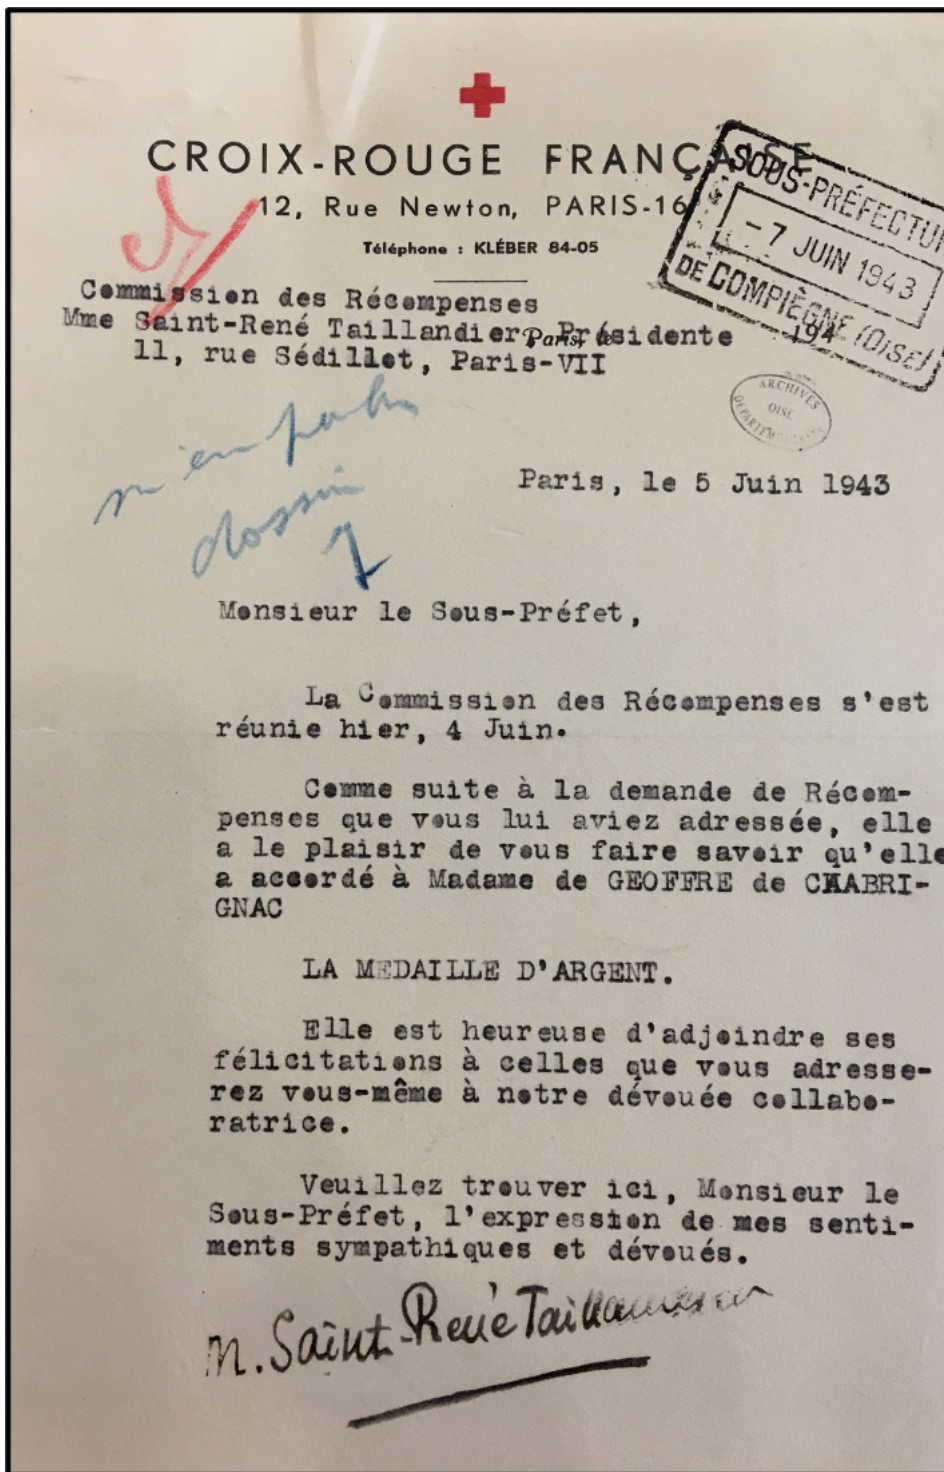 CROIX-ROUGE FRANÇAISE
12, Rue Newton, PARIS-16
Téléphone : KLÉBER 84-05
SOUS-PRÉFECTURE
-7 JUIN 1943
DE COMPIÈGNE (OISE)
Commission des Récompenses
Mme Saint-René Taillandier, Présidente
Paris, le 194
11, rue Sédillot, Paris-VII
ARCHIVES
OISE
m'en parler
dossier
Paris, le 5 Juin 1943
Monsieur le Sous-Préfet,
La Commission des Récompenses s'est
réunie hier, 4 Juin.
Comme suite à la demande de Récom-
penses que vous lui aviez adressée, elle
a le plaisir de vous faire savoir qu'elle
a accordé à Madame de GEOFFRE de CHABRI-
GNAC
LA MEDAILLE D'ARGENT.
Elle est heureuse d'adjoindre ses
félicitations à celles que vous adresse-
rez vous-même à notre dévouée collabo-
ratrice.
Veuillez trouver ici, Monsieur le
Sous-Préfet, l'expression de mes senti-
ments sympathiques et dévoués.
M. Saint-René Taillandier